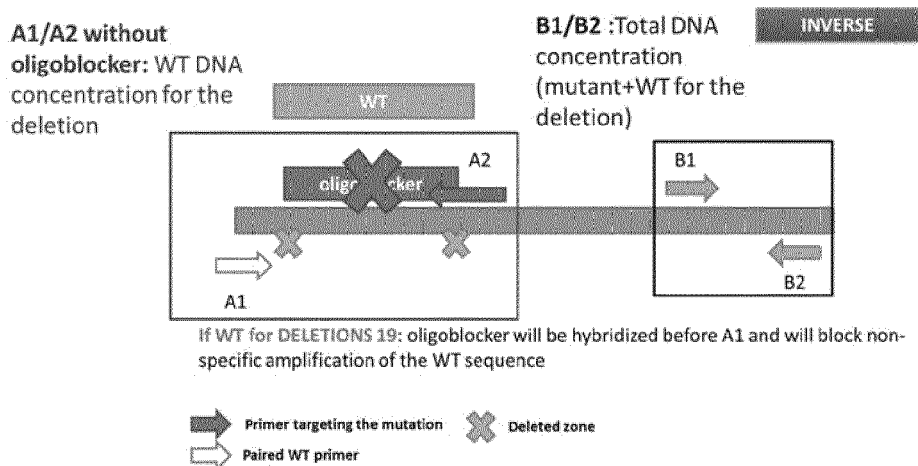 A1/A2 without
oligoblocker: WT DNA
concentration for the
deletion
B1/B2 :Total DNA
concentration
(mutant+WT for the
deletion)
INVERSE
WT
A2
B1
B2
A1
If WT for DELETIONS 19: oligoblocker will be hybridized before A1 and will block non-
specific amplification of the WT sequence
Primer targeting the mutation
Deleted zone
Paired WT primer